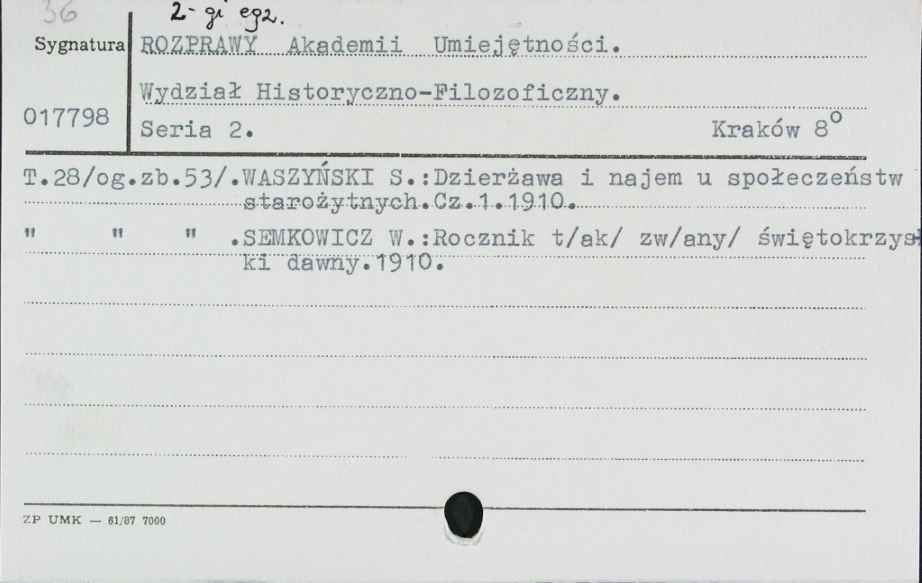 36
2-gi egz.
Sygnatura ROZPRAWY Akademii Umiejętności.
Wydział Historyczno-Filozoficzny.
017798
Seria 2. Kraków 8°
T.28/og.zb.53/.WASZYŃSKI S.:Dzierżawa i najem u społeczeństw
starożytnych.Cz.1.1910.
" " " .SEMKOWICZ W.:Rocznik t/ak/ zw/any/ świętokrzys-
ki dawny.1910.
ZP UMK — 61/87 7000